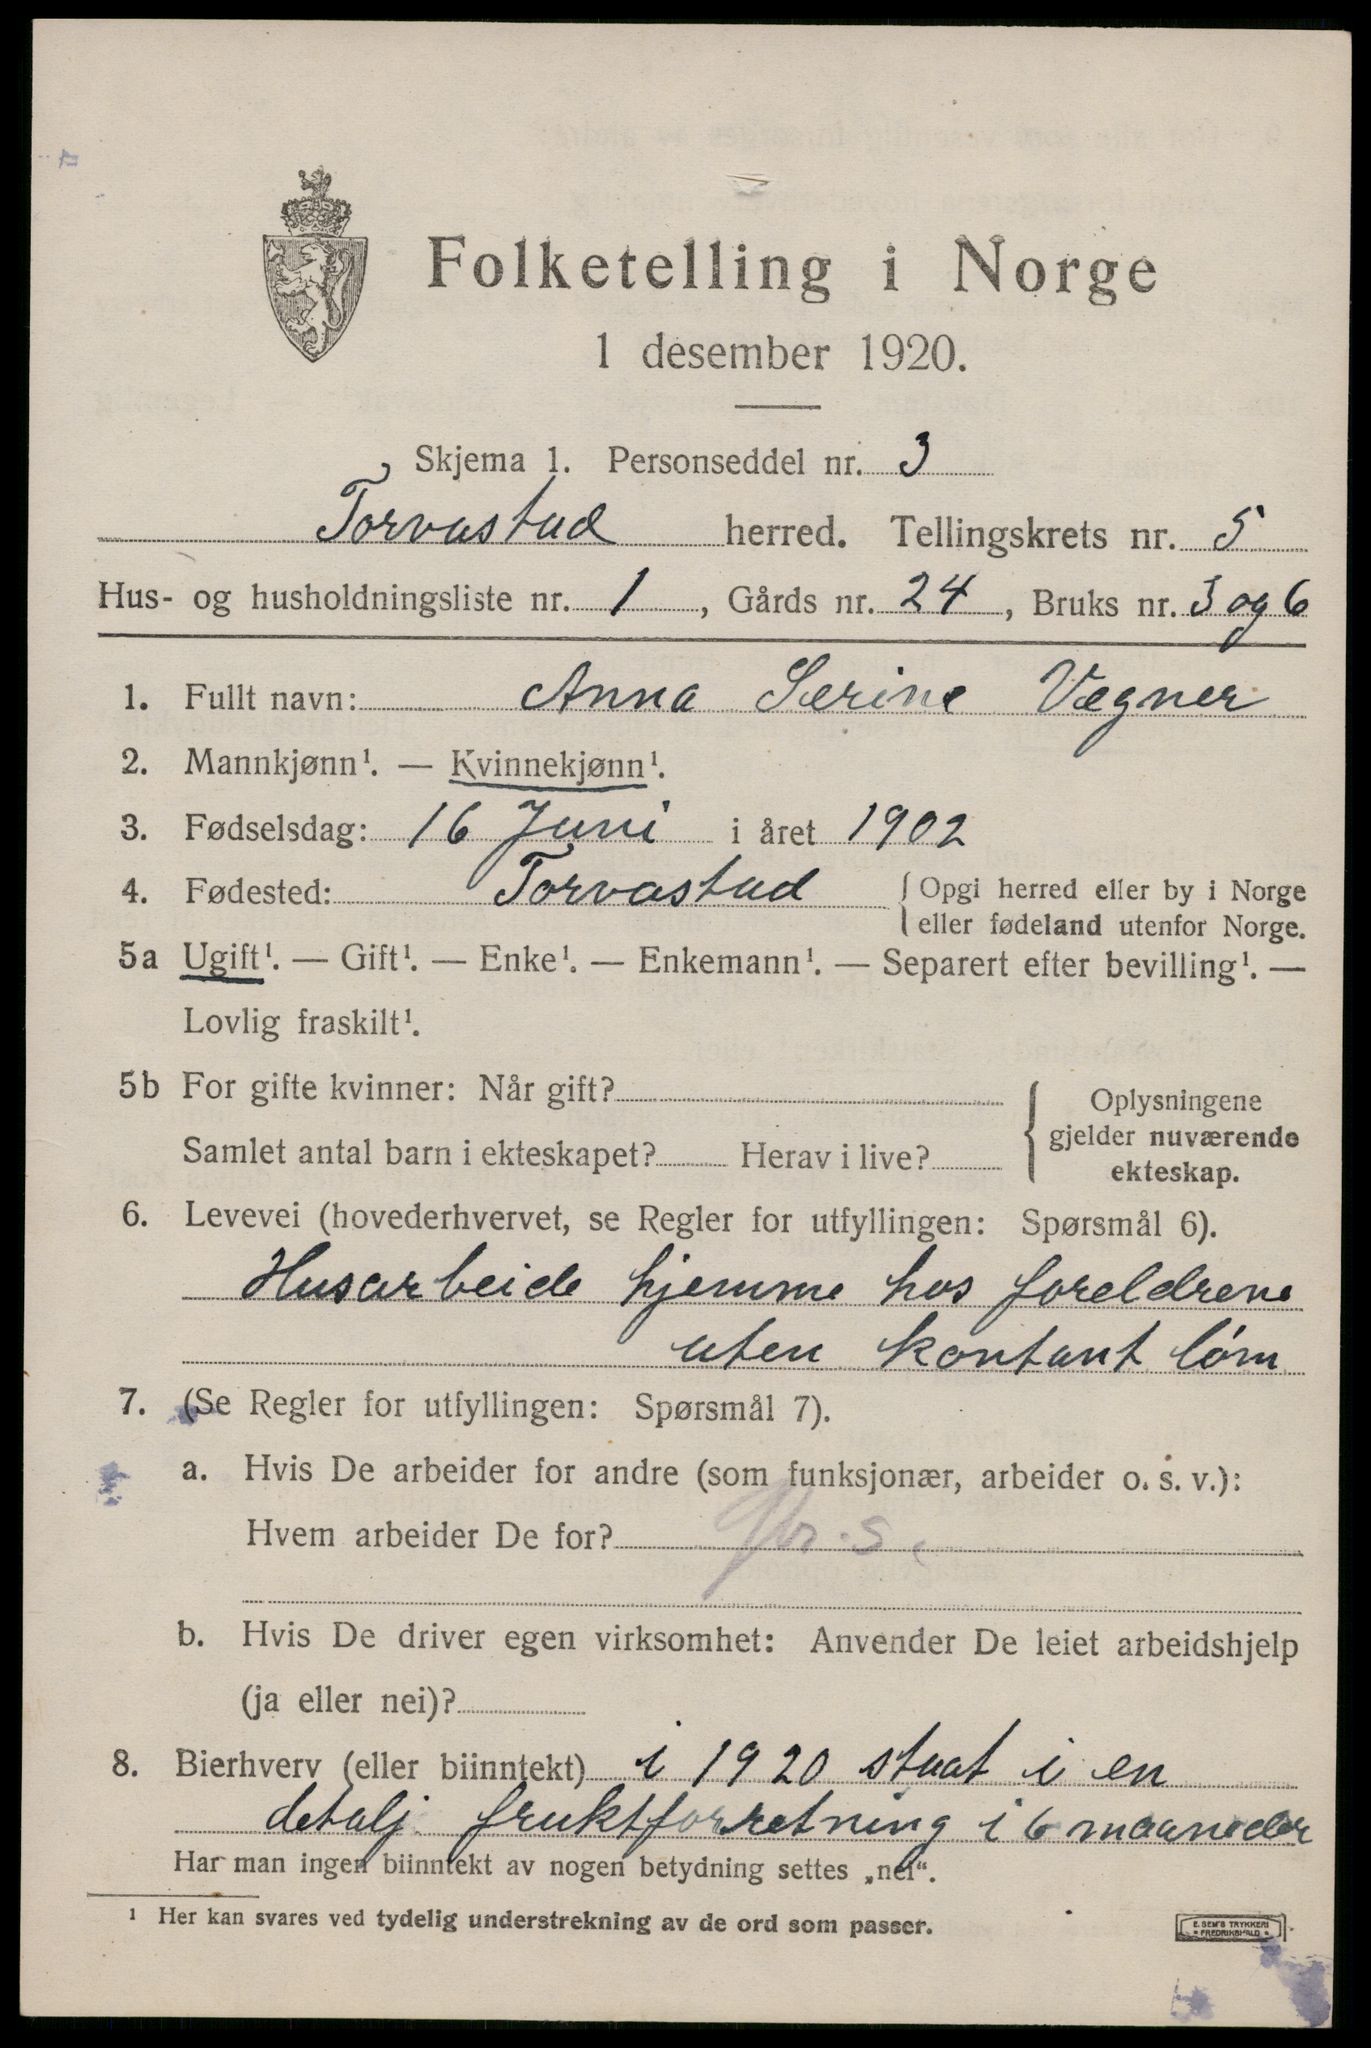 Folketelling i Norge
1 desember 1920.
Skjema 1. Personseddel nr. 3
Torvastad herred. Tellingskrets nr. 5
Hus- og husholdningsliste nr. 1, Gårds nr. 24, Bruks nr. 3 og 6
1. Fullt navn: Anna Serine Vegner
2. Mannkjønn¹. — Kvinnekjønn¹.
3. Fødselsdag: 16 Juni i året 1902
4. Fødested: Torvastad { Opgi herred eller by i Norge
eller fødeland utenfor Norge.
5a Ugift¹. — Gift¹. — Enke¹. — Enkemann¹. — Separert efter bevilling¹. —
Lovlig fraskilt¹.
5b For gifte kvinner: Når gift?
Samlet antal barn i ekteskapet? Herav i live?
Oplysningene
gjelder nuværende
ekteskap.
6. Levevei (hovederhvervet, se Regler for utfyllingen: Spørsmål 6).
Husarbeide hjemme hos foreldrene
uten kontant lønn
7. (Se Regler for utfyllingen: Spørsmål 7).
a. Hvis De arbeider for andre (som funksjonær, arbeider o. s. v.):
Hvem arbeider De for?
b. Hvis De driver egen virksomhet: Anvender De leiet arbeidshjelp
(ja eller nei)?
8. Bierhverv (eller biinntekt) i 1920 staat i en
detalj fruktforretning i 6 maaneder
Har man ingen biinntekt av nogen betydning settes „nei“.
¹ Her kan svares ved tydelig understrekning av de ord som passer.
E. SEM'S TRYKKERI
* FREDRIKSHALD *